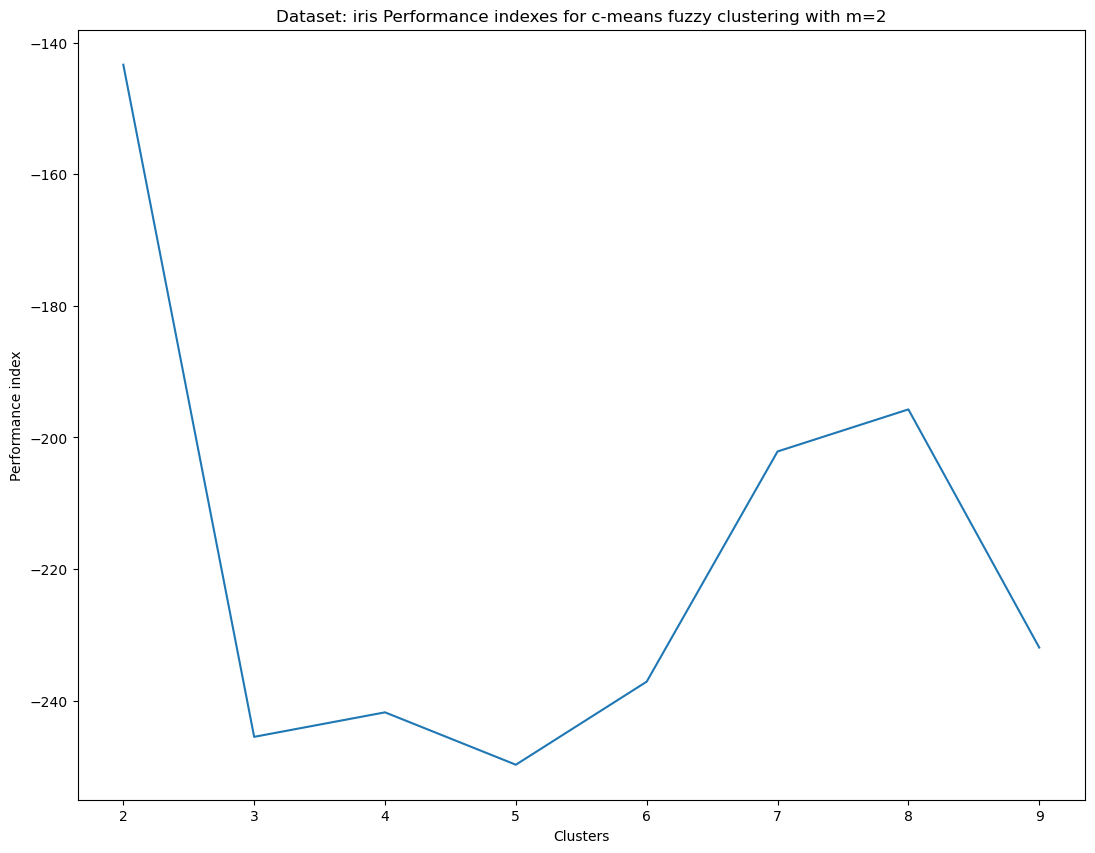 Dataset: iris Performance indexes for c-means fuzzy clustering with m=2
−140
−160
−180
−200
−220
−240
Performance index
2 3 4 5 6 7 8 9
Clusters